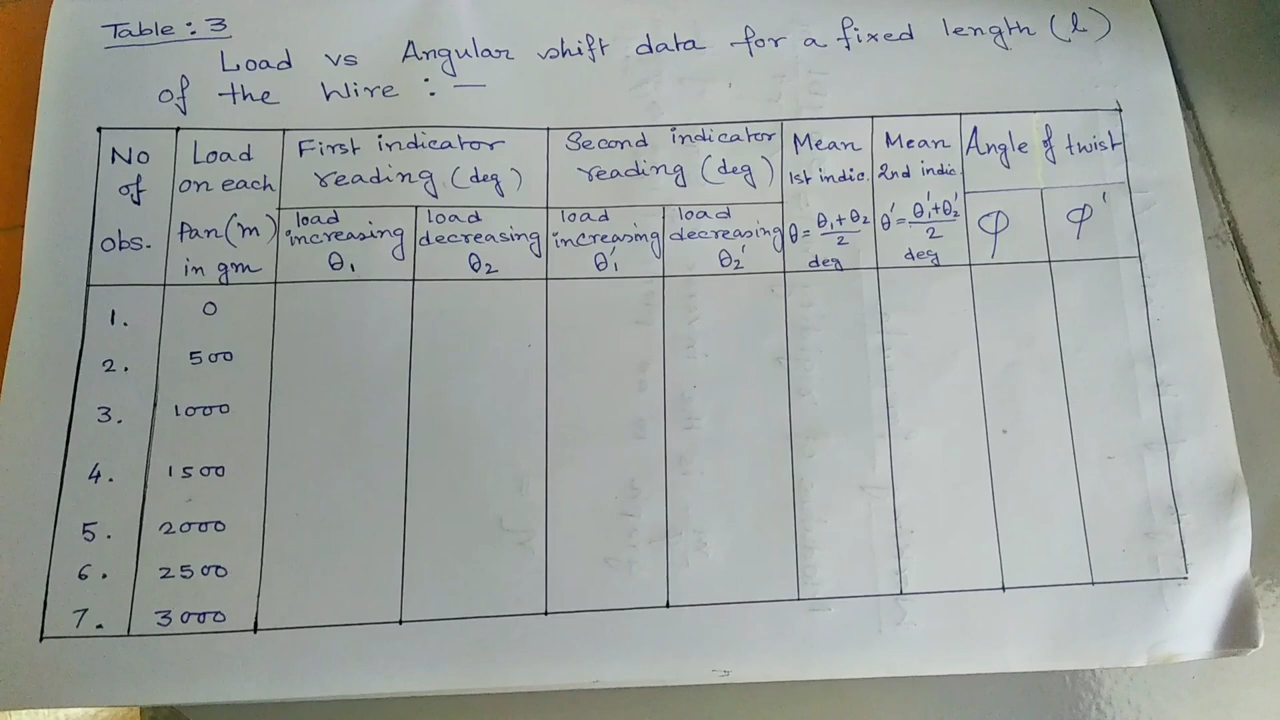 Table : 3
Load vs Angular shift data for a fixed length (l)
of the Wire : —
No of obs.
Load on each Pan (m) in gm
First indicator reading (deg)
Second indicator reading (deg)
Mean 1st indic. θ = θ₁ + θ₂ / 2 deg
Mean 2nd indic. θ' = θ₁' + θ₂' / 2 deg
Angle of twist
load increasing θ₁
load decreasing θ₂
load increasing θ₁'
load decreasing θ₂'
φ
φ'
1. 0
2. 500
3. 1000
4. 1500
5. 2000
6. 2500
7. 3000